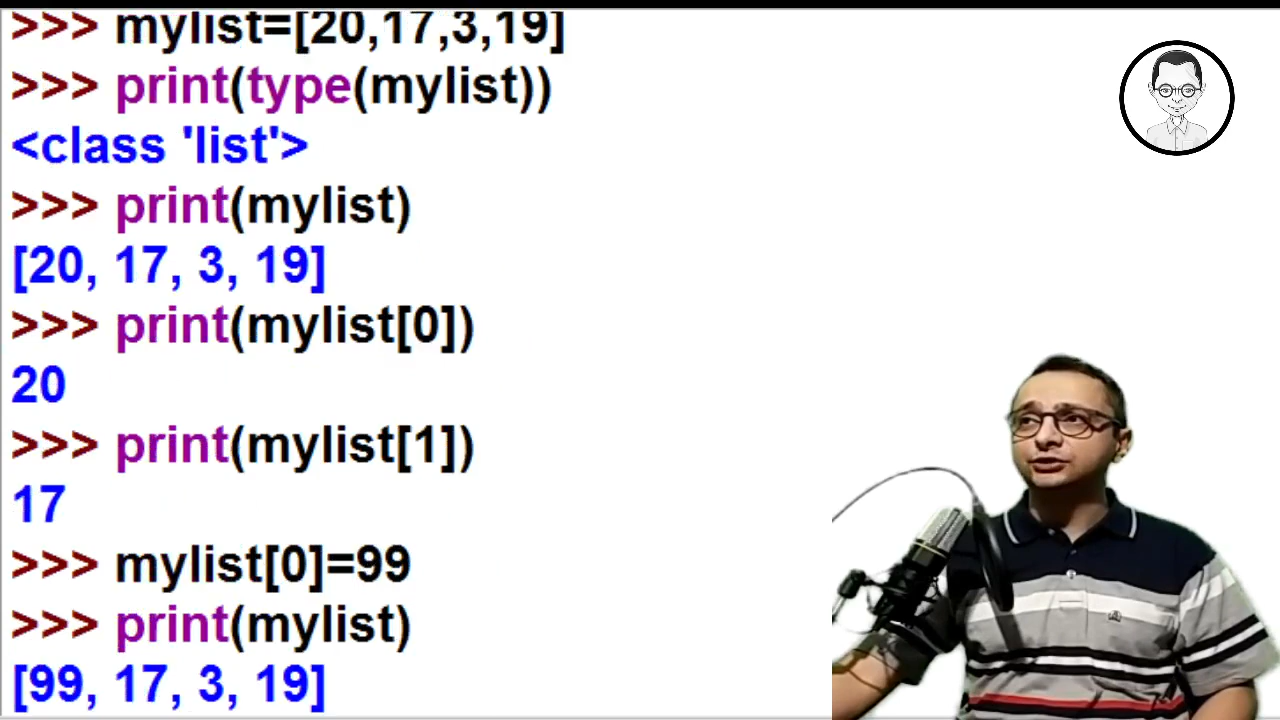 >>> mylist=[20,17,3,19]
>>> print(type(mylist))
<class 'list'>
>>> print(mylist)
[20, 17, 3, 19]
>>> print(mylist[0])
20
>>> print(mylist[1])
17
>>> mylist[0]=99
>>> print(mylist)
[99, 17, 3, 19]